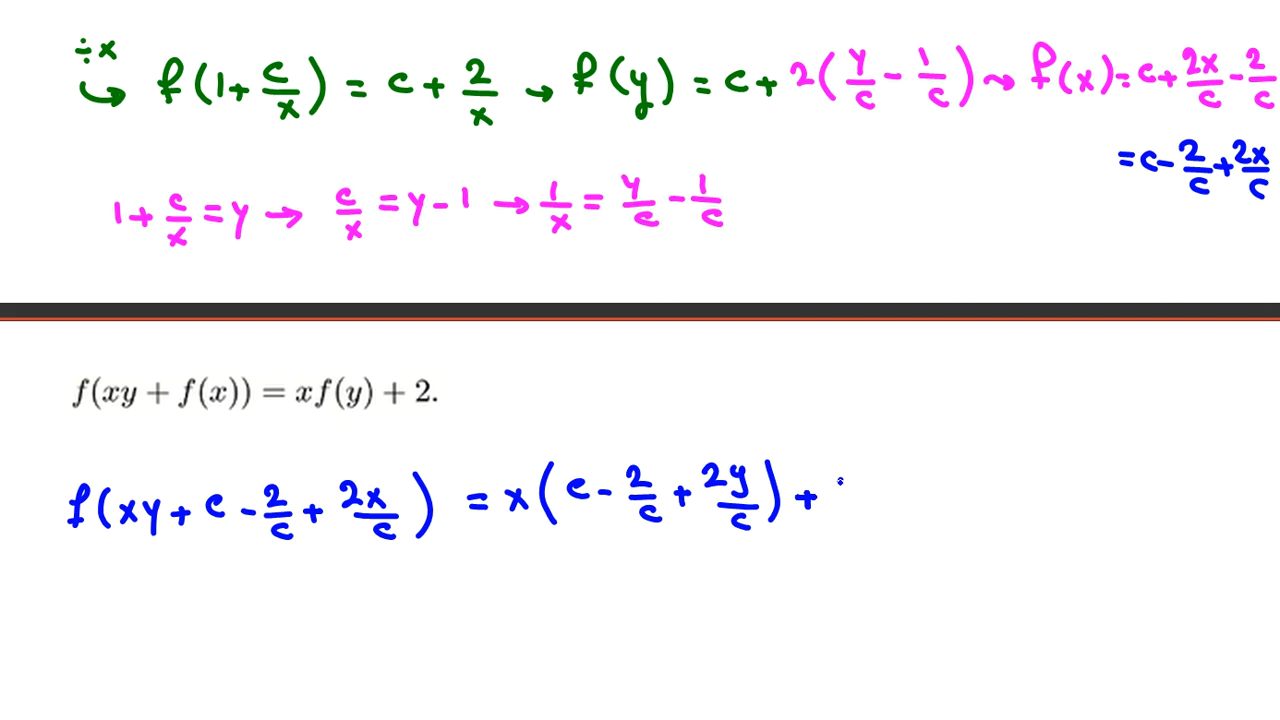 ÷x
↪ f(1+c/x) = c+2/x → f(y) = c+2(y/c-1/c) ⤳ f(x)=c+2x/c-2/c
=c-2/c+2x/c
1+c/x=y → c/x=y-1 → 1/x=y/c-1/c
f(xy + f(x)) = xf(y) + 2.
f(xy+c-2/c+2x/c) = x(c-2/c+2y/c)+